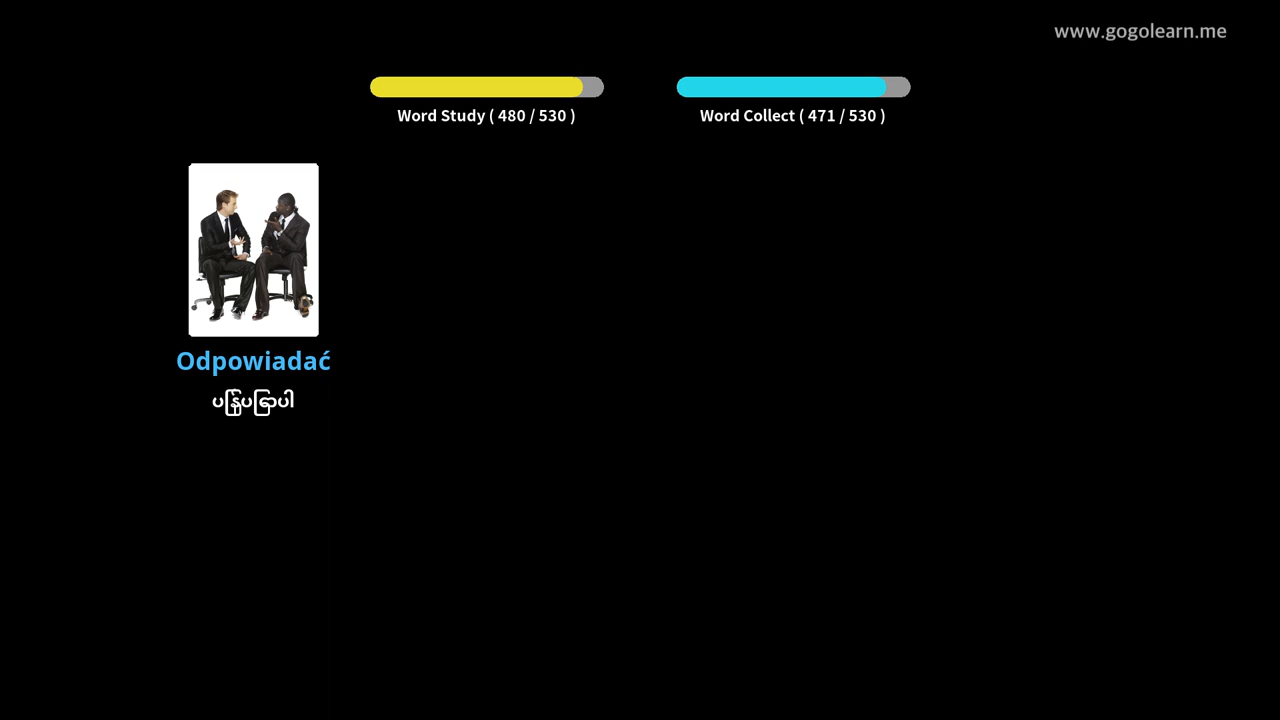 www.gogolearn.me
Word Study ( 480 / 530 )
Word Collect ( 471 / 530 )
Odpowiadać
ပြန်ပြောပါ